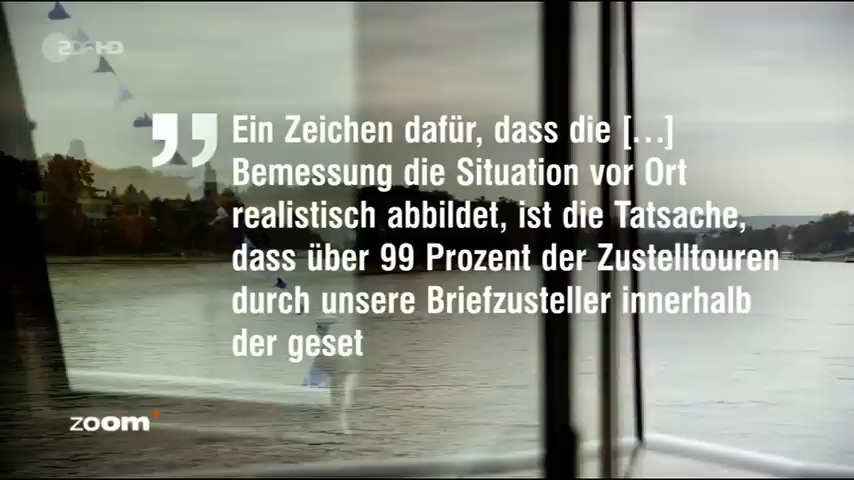 ZDF HD
Ein Zeichen dafür, dass die [...]
Bemessung die Situation vor Ort
realistisch abbildet, ist die Tatsache,
dass über 99 Prozent der Zustelltouren
durch unsere Briefzusteller innerhalb
der geset
zoom